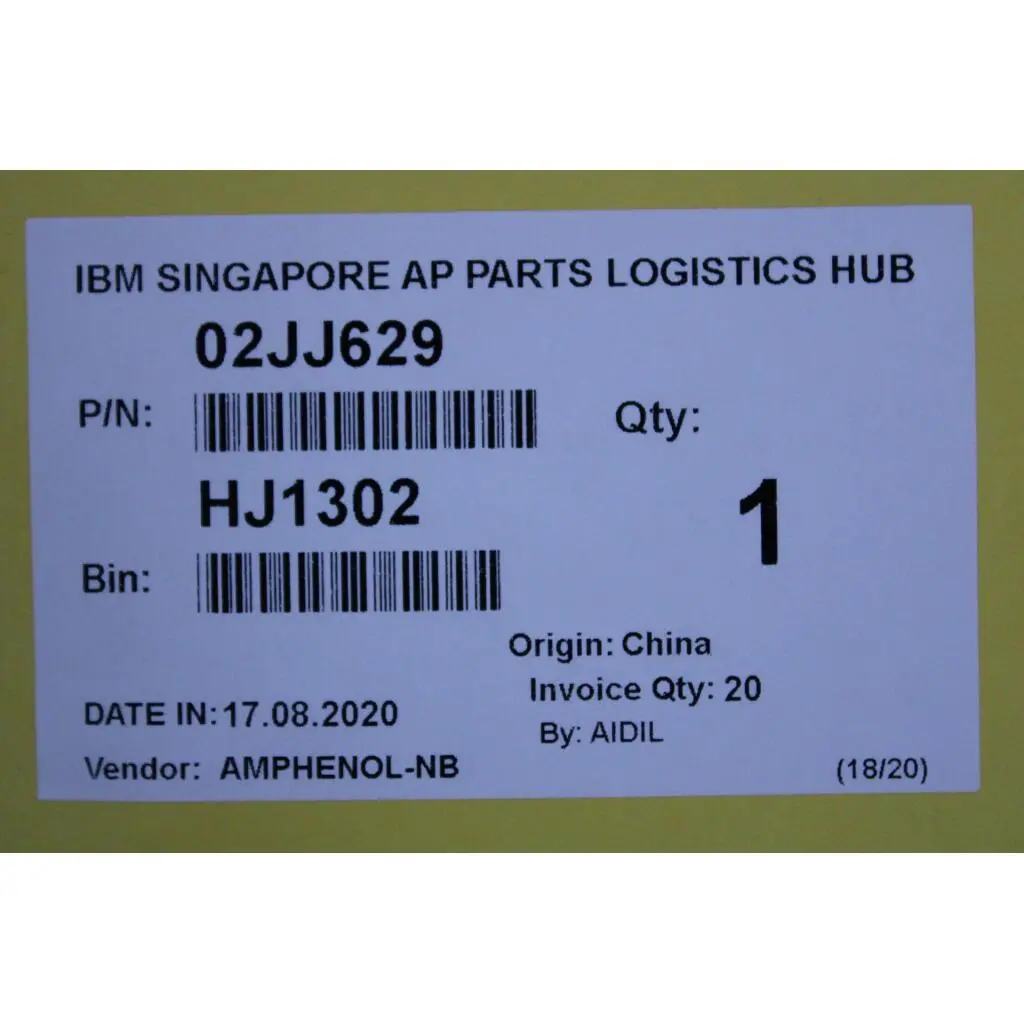 IBM SINGAPORE AP PARTS LOGISTICS HUB
02JJ629
P/N:
Qty:
HJ1302
1
Bin:
Origin: China
Invoice Qty: 20
DATE IN: 17.08.2020
By: AIDIL
Vendor: AMPHENOL-NB
(18/20)